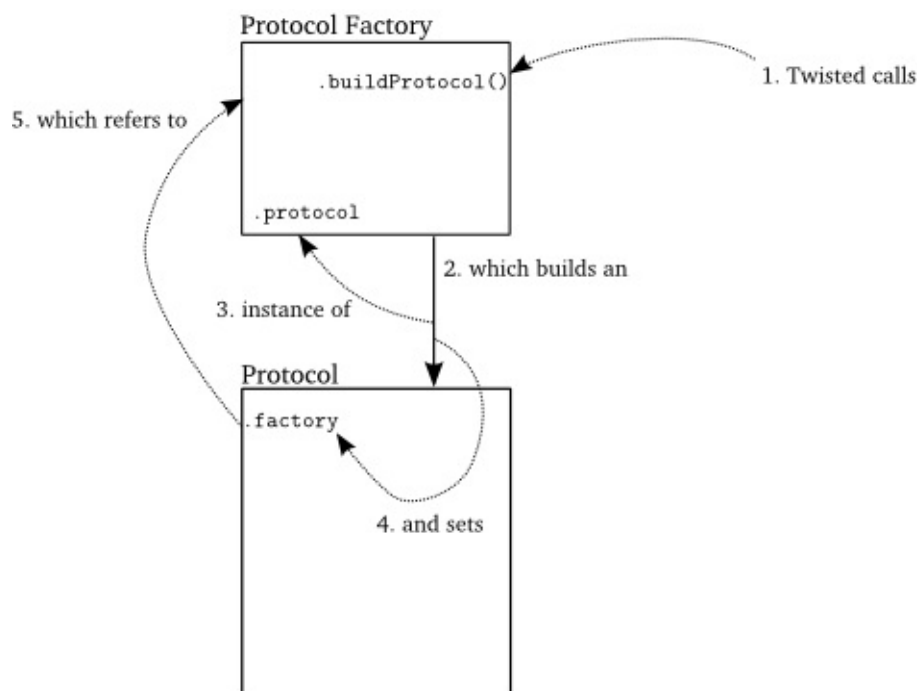 Protocol Factory
.buildProtocol()
1. Twisted calls
5. which refers to
.protocol
2. which builds an
3. instance of
Protocol
.factory
4. and sets